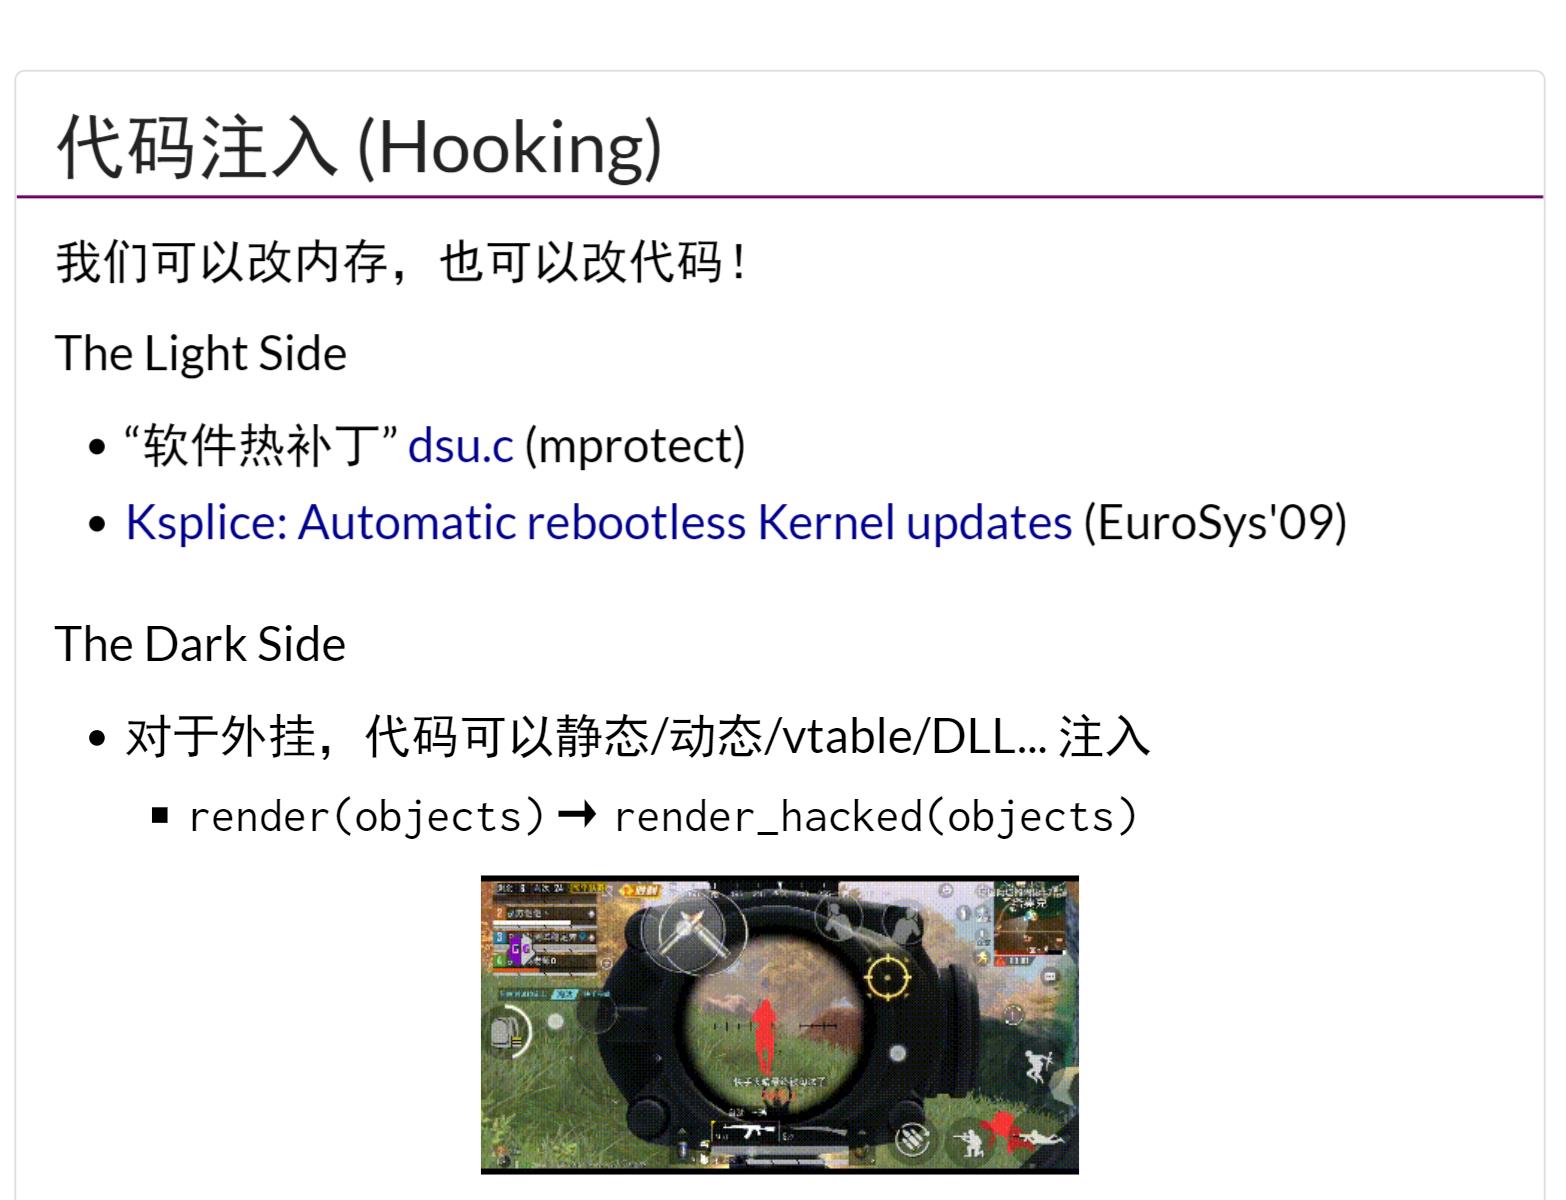 代码注入 (Hooking)
我们可以改内存，也可以改代码！
The Light Side
“软件热补丁” dsu.c (mprotect)
Ksplice: Automatic rebootless Kernel updates (EuroSys'09)
The Dark Side
对于外挂，代码可以静态/动态/vtable/DLL... 注入
render(objects) → render_hacked(objects)